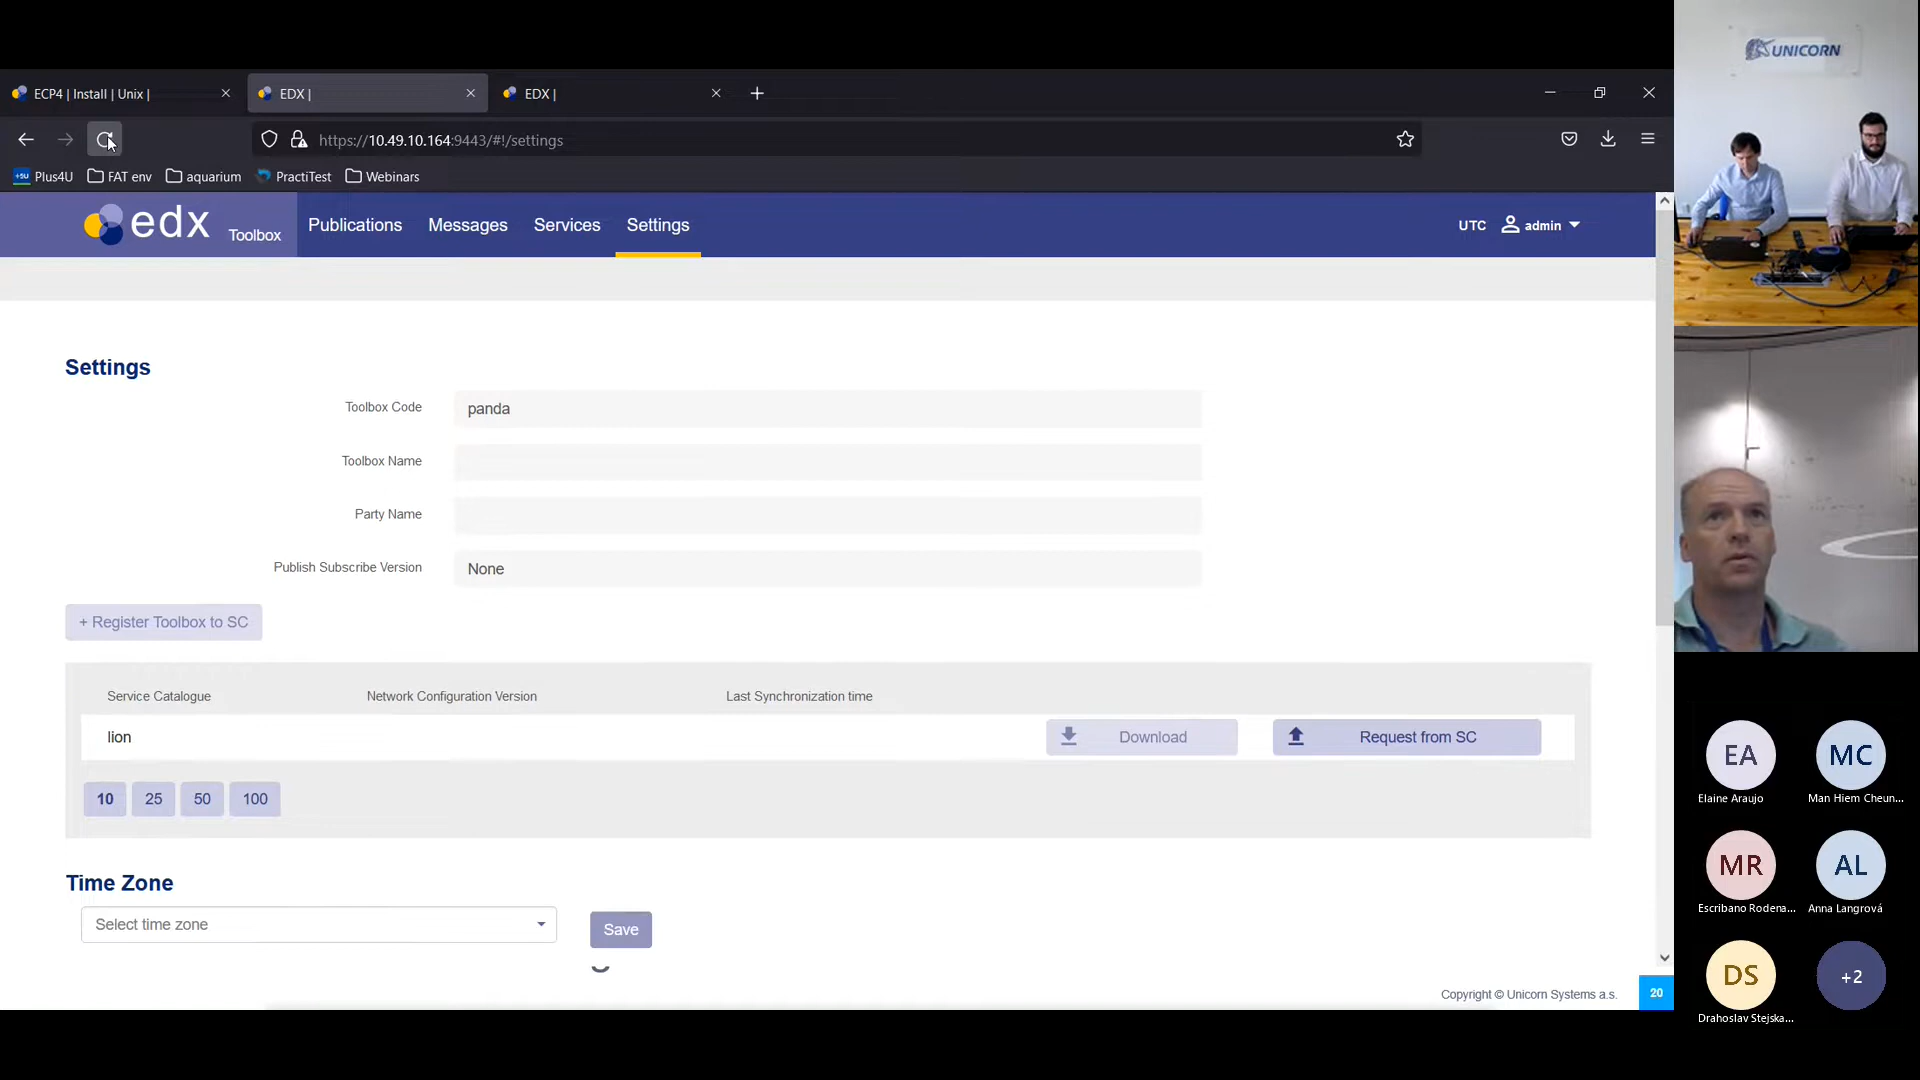 UNICORN
ECP4 | Install | Unix |
EDX |
EDX |
https://10.49.10.164:9443/#!/settings
+5U Plus4U
FAT env
aquarium
PractiTest
Webinars
edx Toolbox
Publications
Messages
Services
Settings
UTC
admin
Settings
Toolbox Code
panda
Toolbox Name
Party Name
Publish Subscribe Version
None
+ Register Toolbox to SC
Service Catalogue
Network Configuration Version
Last Synchronization time
lion
Download
Request from SC
10
25
50
100
Time Zone
Select time zone
Save
Copyright © Unicorn Systems a.s.
20
EA
Elaine Araujo
MC
Man Hiem Cheun...
MR
Escribano Rodena...
AL
Anna Langrová
DS
Drahoslav Stejska...
+2